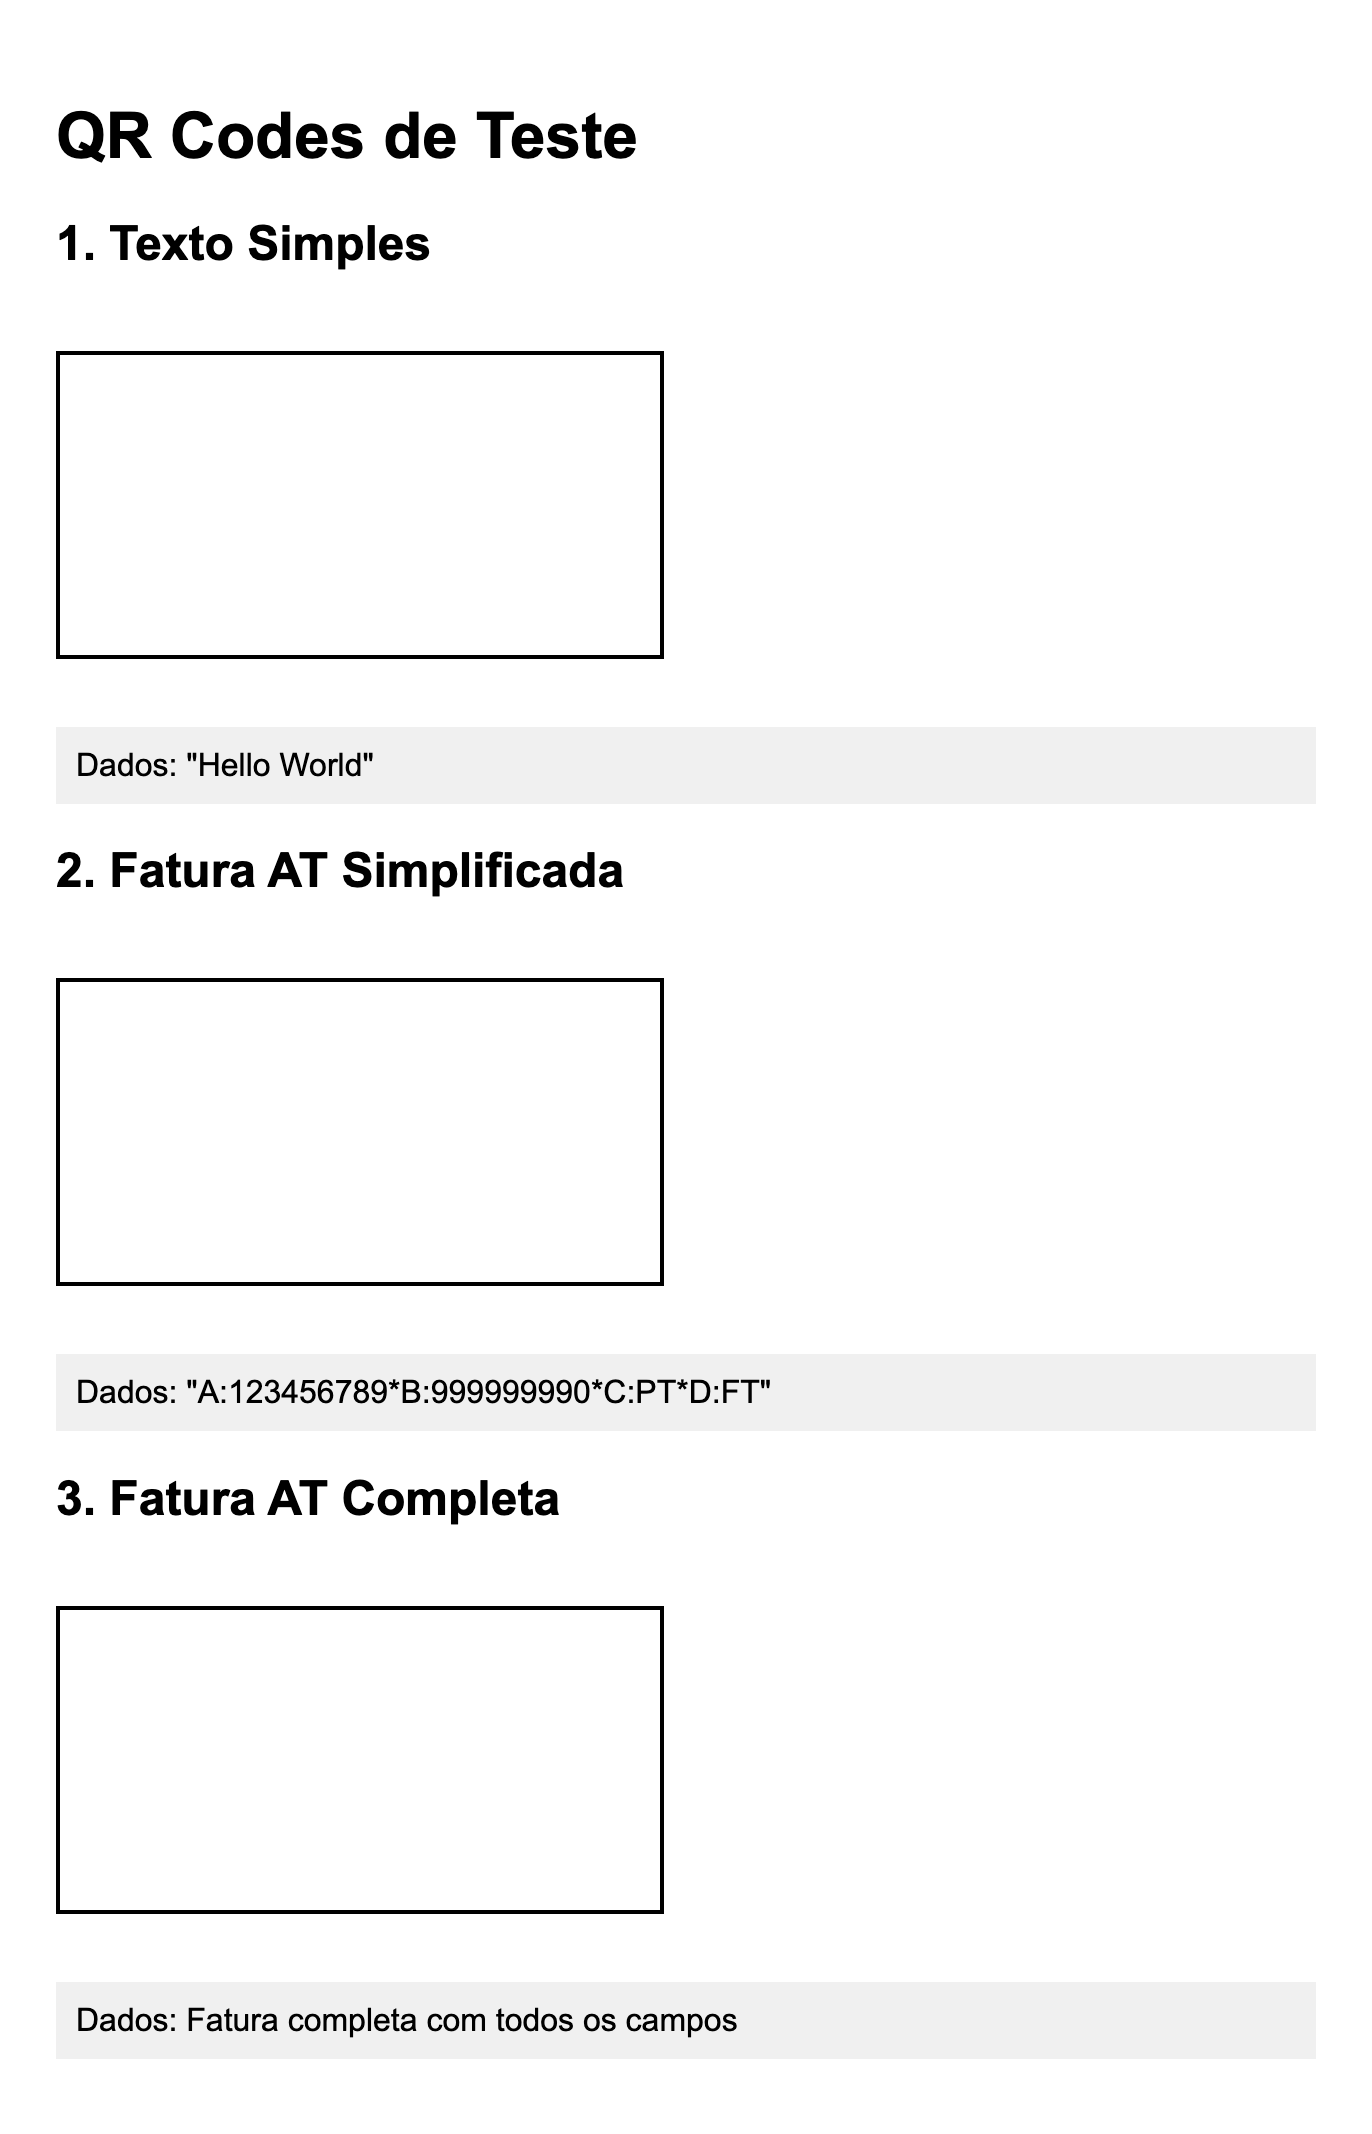 QR Codes de Teste
1. Texto Simples
Dados: "Hello World"
2. Fatura AT Simplificada
Dados: "A:123456789*B:999999990*C:PT*D:FT"
3. Fatura AT Completa
Dados: Fatura completa com todos os campos